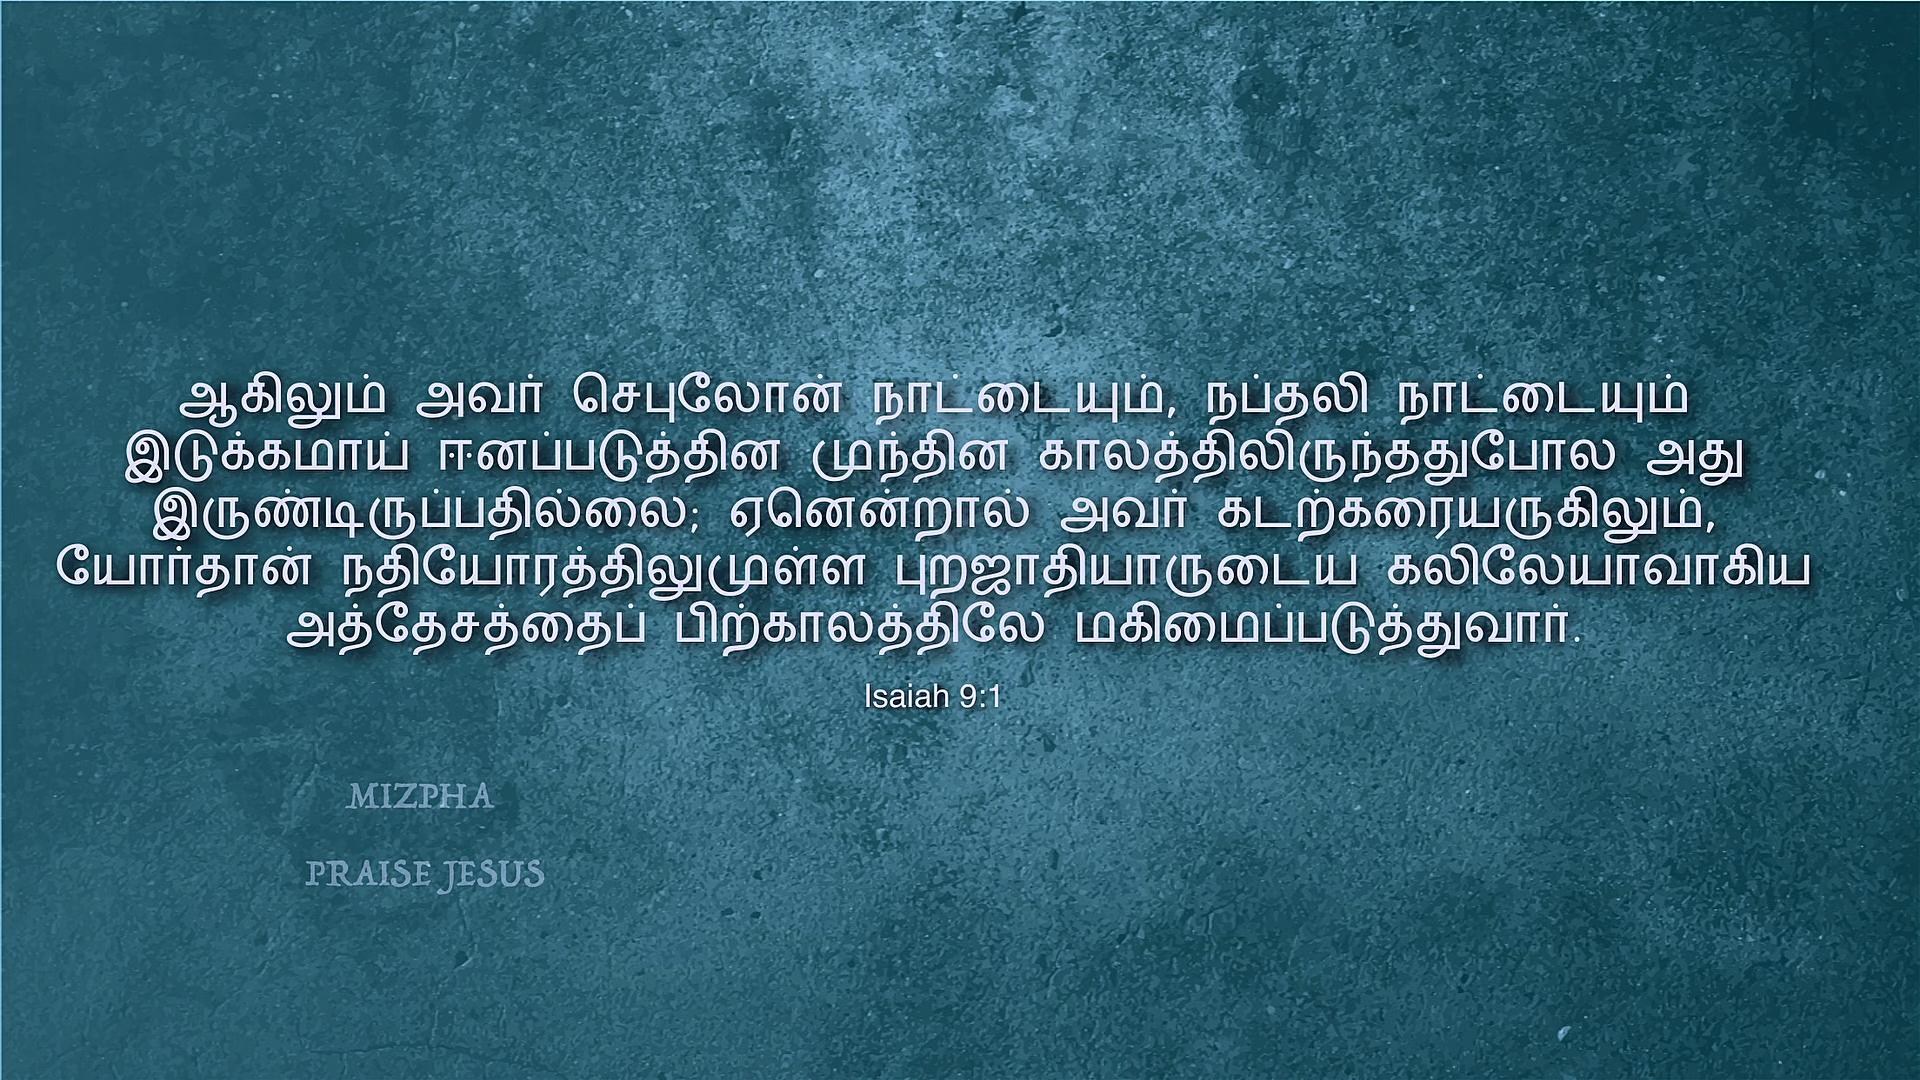 ஆகிலும் அவர் செபுலோன் நாட்டையும், நப்தலி நாட்டையும்
இடுக்கமாய் ஈனப்படுத்தின முந்தின காலத்திலிருந்ததுபோல அது
இருண்டிருப்பதில்லை; ஏனென்றால் அவர் கடற்கரையருகிலும்,
யோர்தான் நதியோரத்திலுமுள்ள புறஜாதியாருடைய கலிலேயாவாகிய
அத்தேசத்தைப் பிற்காலத்திலே மகிமைப்படுத்துவார்.
Isaiah 9:1
MIZPHA
PRAISE JESUS